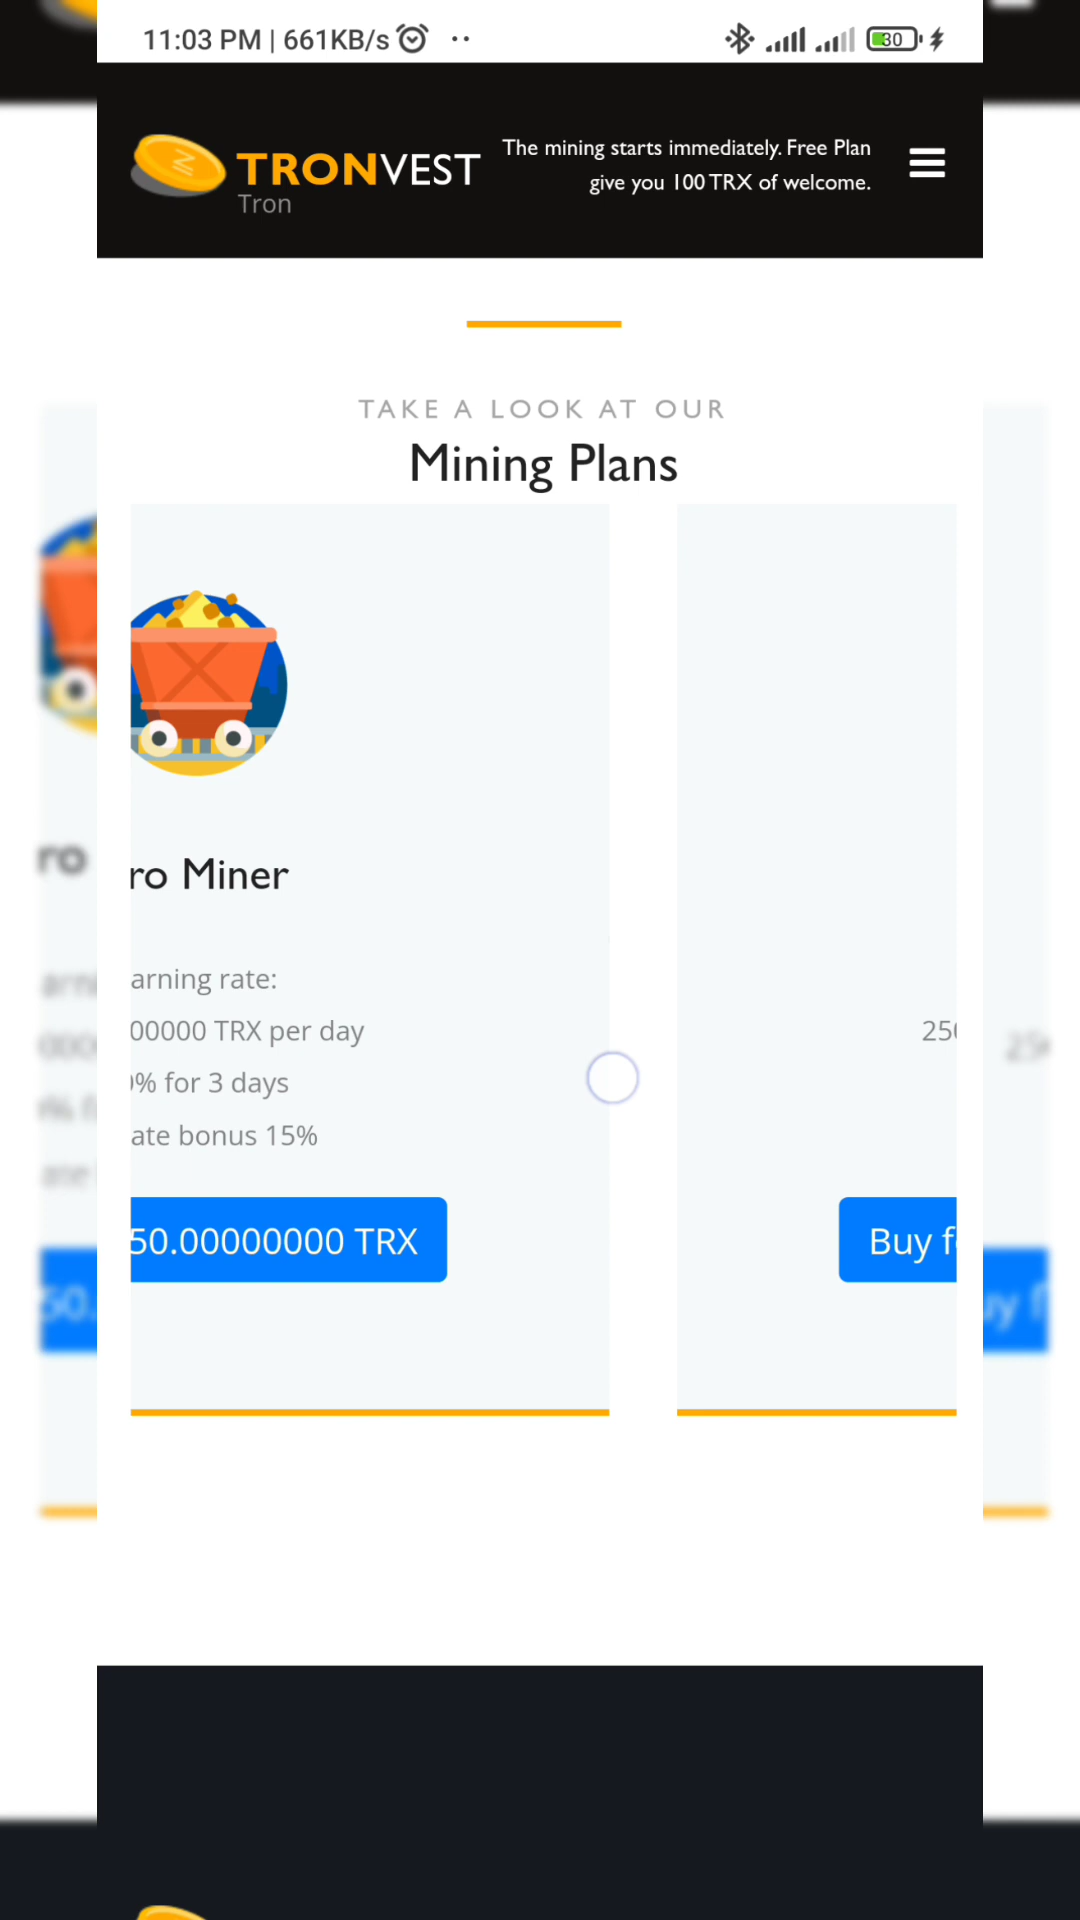 11:03 PM | 661KB/s
30
TRONVEST
Tron
The mining starts immediately. Free Plan
give you 100 TRX of welcome.
TAKE A LOOK AT OUR
Mining Plans
ro Miner
arning rate:
00000 TRX per day
% for 3 days
ate bonus 15%
50.00000000 TRX
250
Buy f